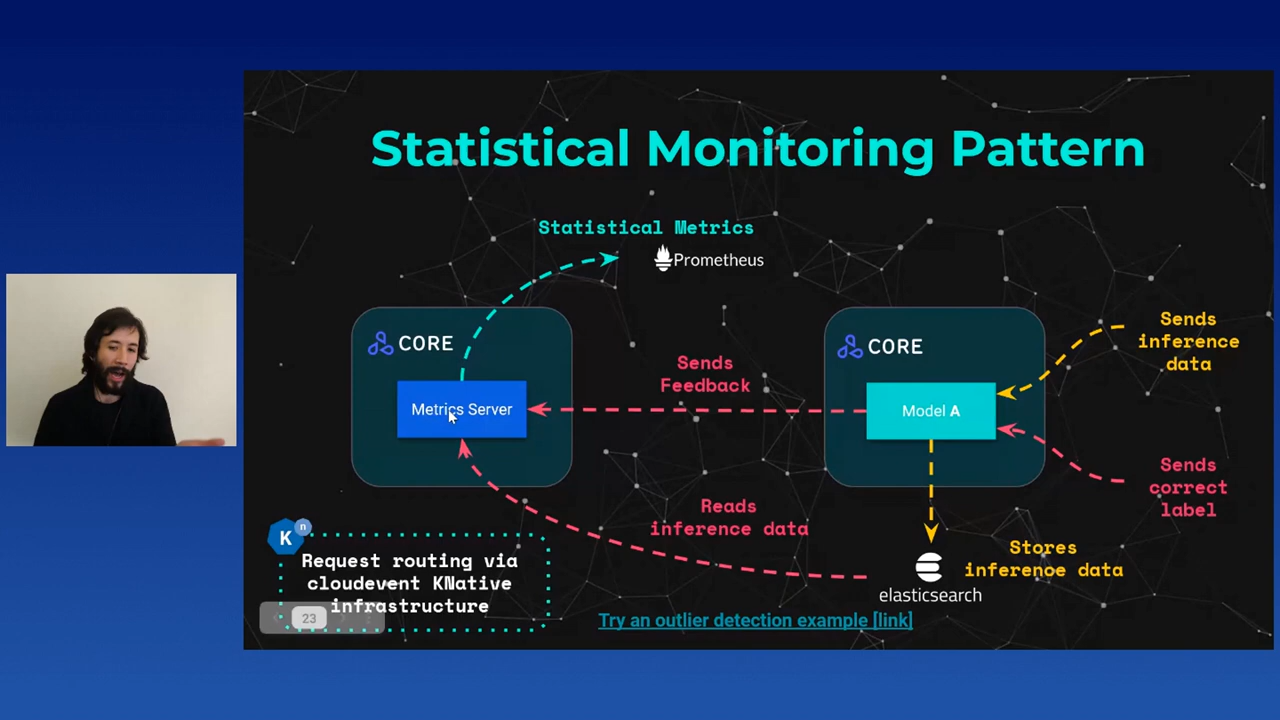 Statistical Monitoring Pattern
Statistical Metrics
Prometheus
CORE
Metrics Server
Sends
Feedback
CORE
Model A
Sends
inference
data
Sends
correct
label
Reads
inference data
Stores
inference data
elasticsearch
K
n
Request routing via
cloudevent KNative
infrastructure
23
Try an outlier detection example [link]